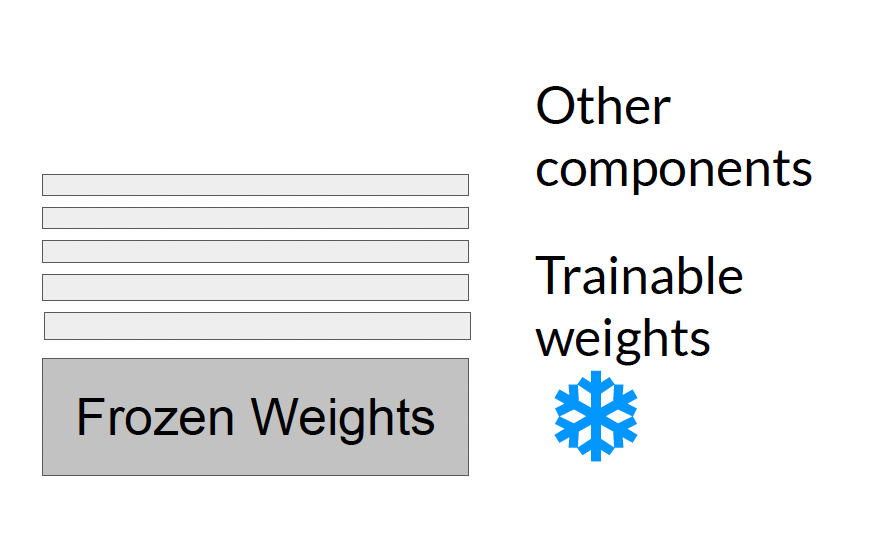 Other
components
Trainable
weights
Frozen Weights